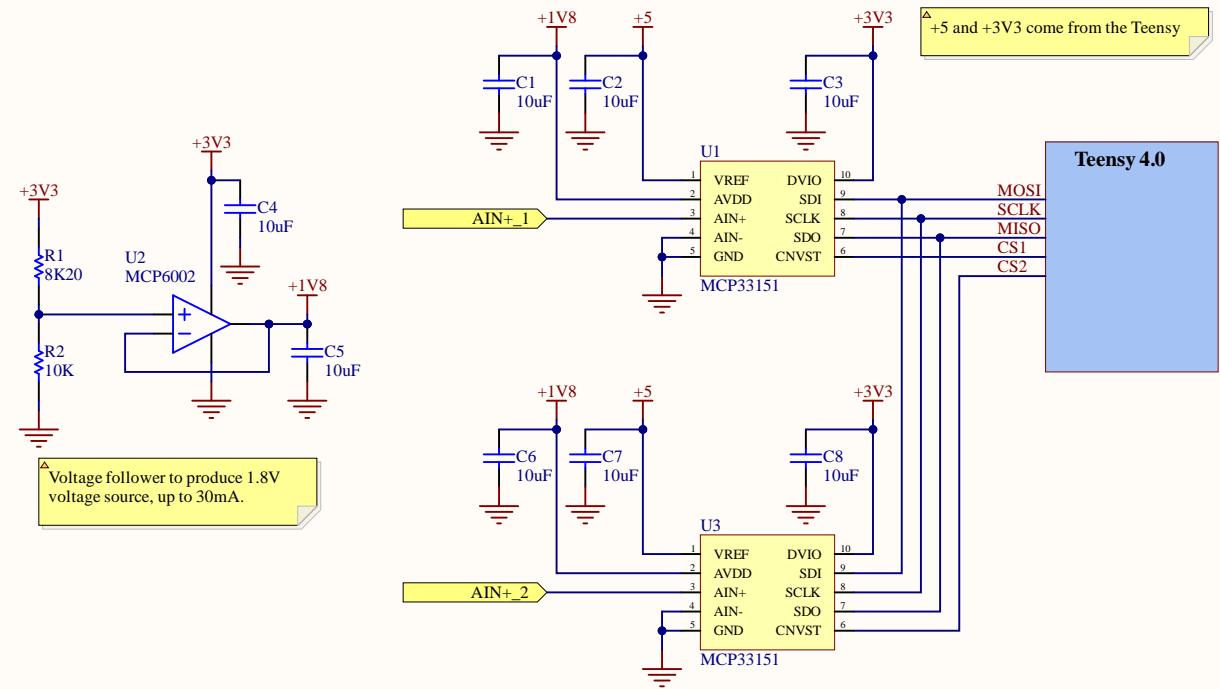 +5 and +3V3 come from the Teensy
+1V8
+5
+3V3
C1
10uF
C2
10uF
C3
10uF
U1
1 VREF DVIO 10
2 AVDD SDI 9
3 AIN+ SCLK 8
4 AIN- SDO 7
5 GND CNVST 6
MCP33151
AIN+_1
Teensy 4.0
MOSI
SCLK
MISO
CS1
CS2
+3V3
+3V3
C4
10uF
R1
8K20
U2
MCP6002
+1V8
R2
10K
C5
10uF
Voltage follower to produce 1.8V
voltage source, up to 30mA.
+1V8
+5
+3V3
C6
10uF
C7
10uF
C8
10uF
U3
1 VREF DVIO 10
2 AVDD SDI 9
3 AIN+ SCLK 8
4 AIN- SDO 7
5 GND CNVST 6
MCP33151
AIN+_2